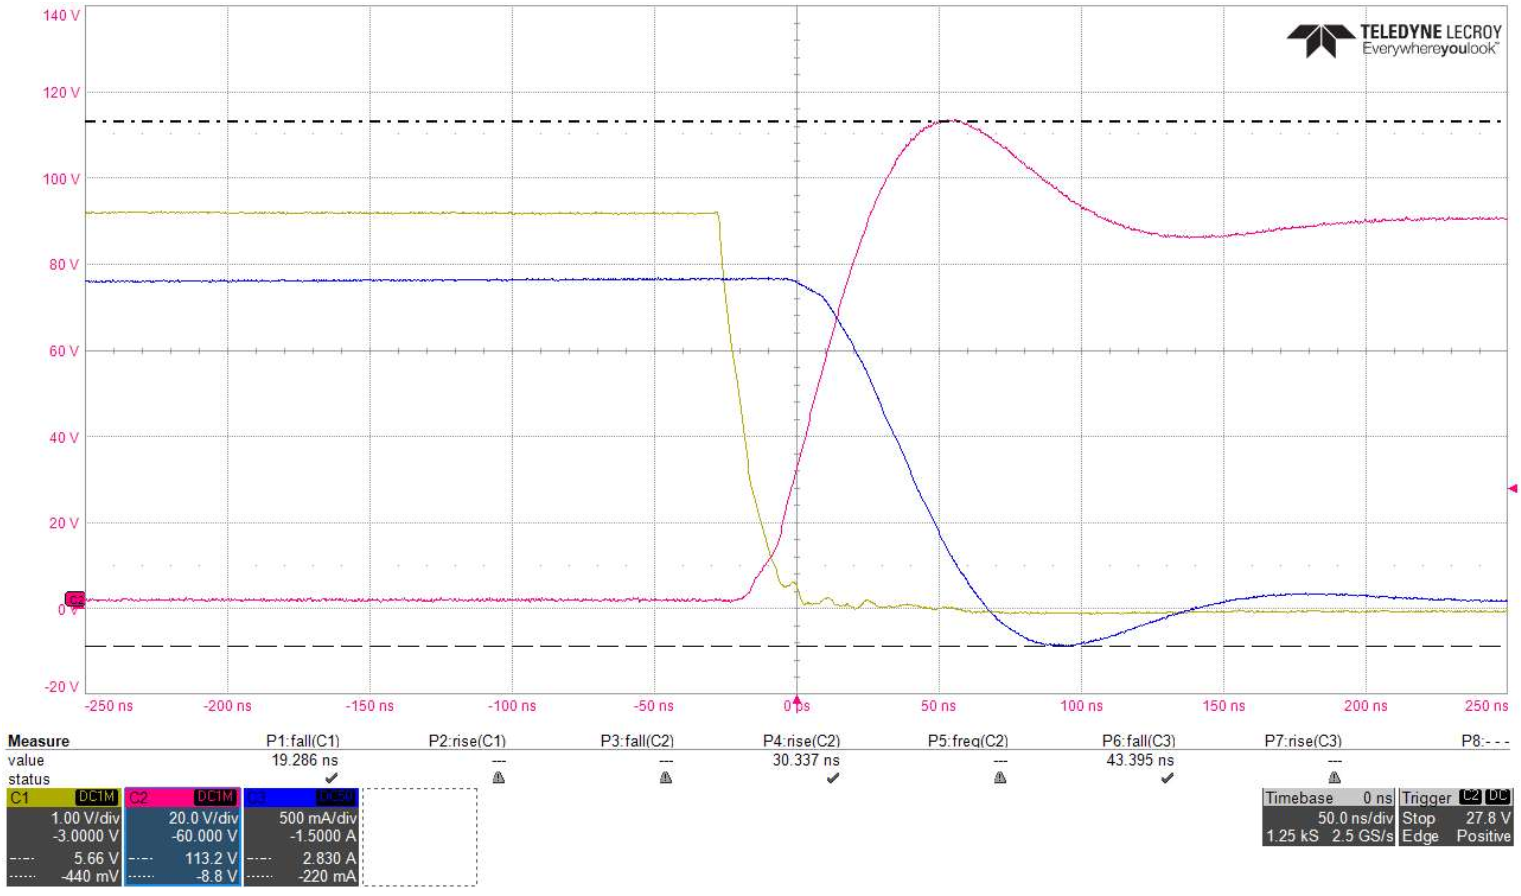 140 V
TELEDYNE LECROY
Everywhereyoulook™
120 V
100 V
80 V
60 V
40 V
20 V
C2
0 V
-20 V
-250 ns -200 ns -150 ns -100 ns -50 ns 0 ps 50 ns 100 ns 150 ns 200 ns 250 ns
Measure P1:fall(C1) P2:rise(C1) P3:fall(C2) P4:rise(C2) P5:freq(C2) P6:fall(C3) P7:rise(C3) P8:- - -
value 19.286 ns --- --- 30.337 ns --- 43.395 ns ---
status
C1 DC1M C2 DC1M C3
1.00 V/div 20.0 V/div 500 mA/div
-3.0000 V -60.000 V -1.5000 A
5.66 V 113.2 V 2.830 A
-440 mV -8.8 V -220 mA
Timebase 0 ns Trigger C2 DC
50.0 ns/div Stop 27.8 V
1.25 kS 2.5 GS/s Edge Positive